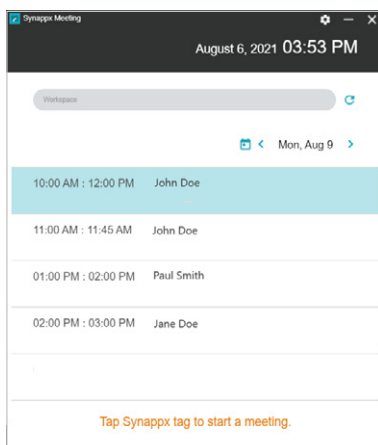 Synappx Meeting
August 6, 2021 03:53 PM
Workspace
Mon, Aug 9
10:00 AM : 12:00 PM John Doe
11:00 AM : 11:45 AM John Doe
01:00 PM : 02:00 PM Paul Smith
02:00 PM : 03:00 PM Jane Doe
Tap Synappx tag to start a meeting.